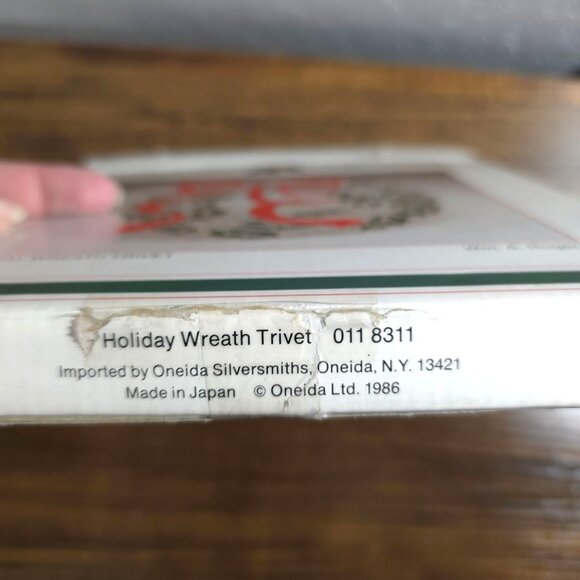 Holiday Wreath Trivet 011 8311
Imported by Oneida Silversmiths, Oneida, N.Y. 13421
Made in Japan © Oneida Ltd. 1986